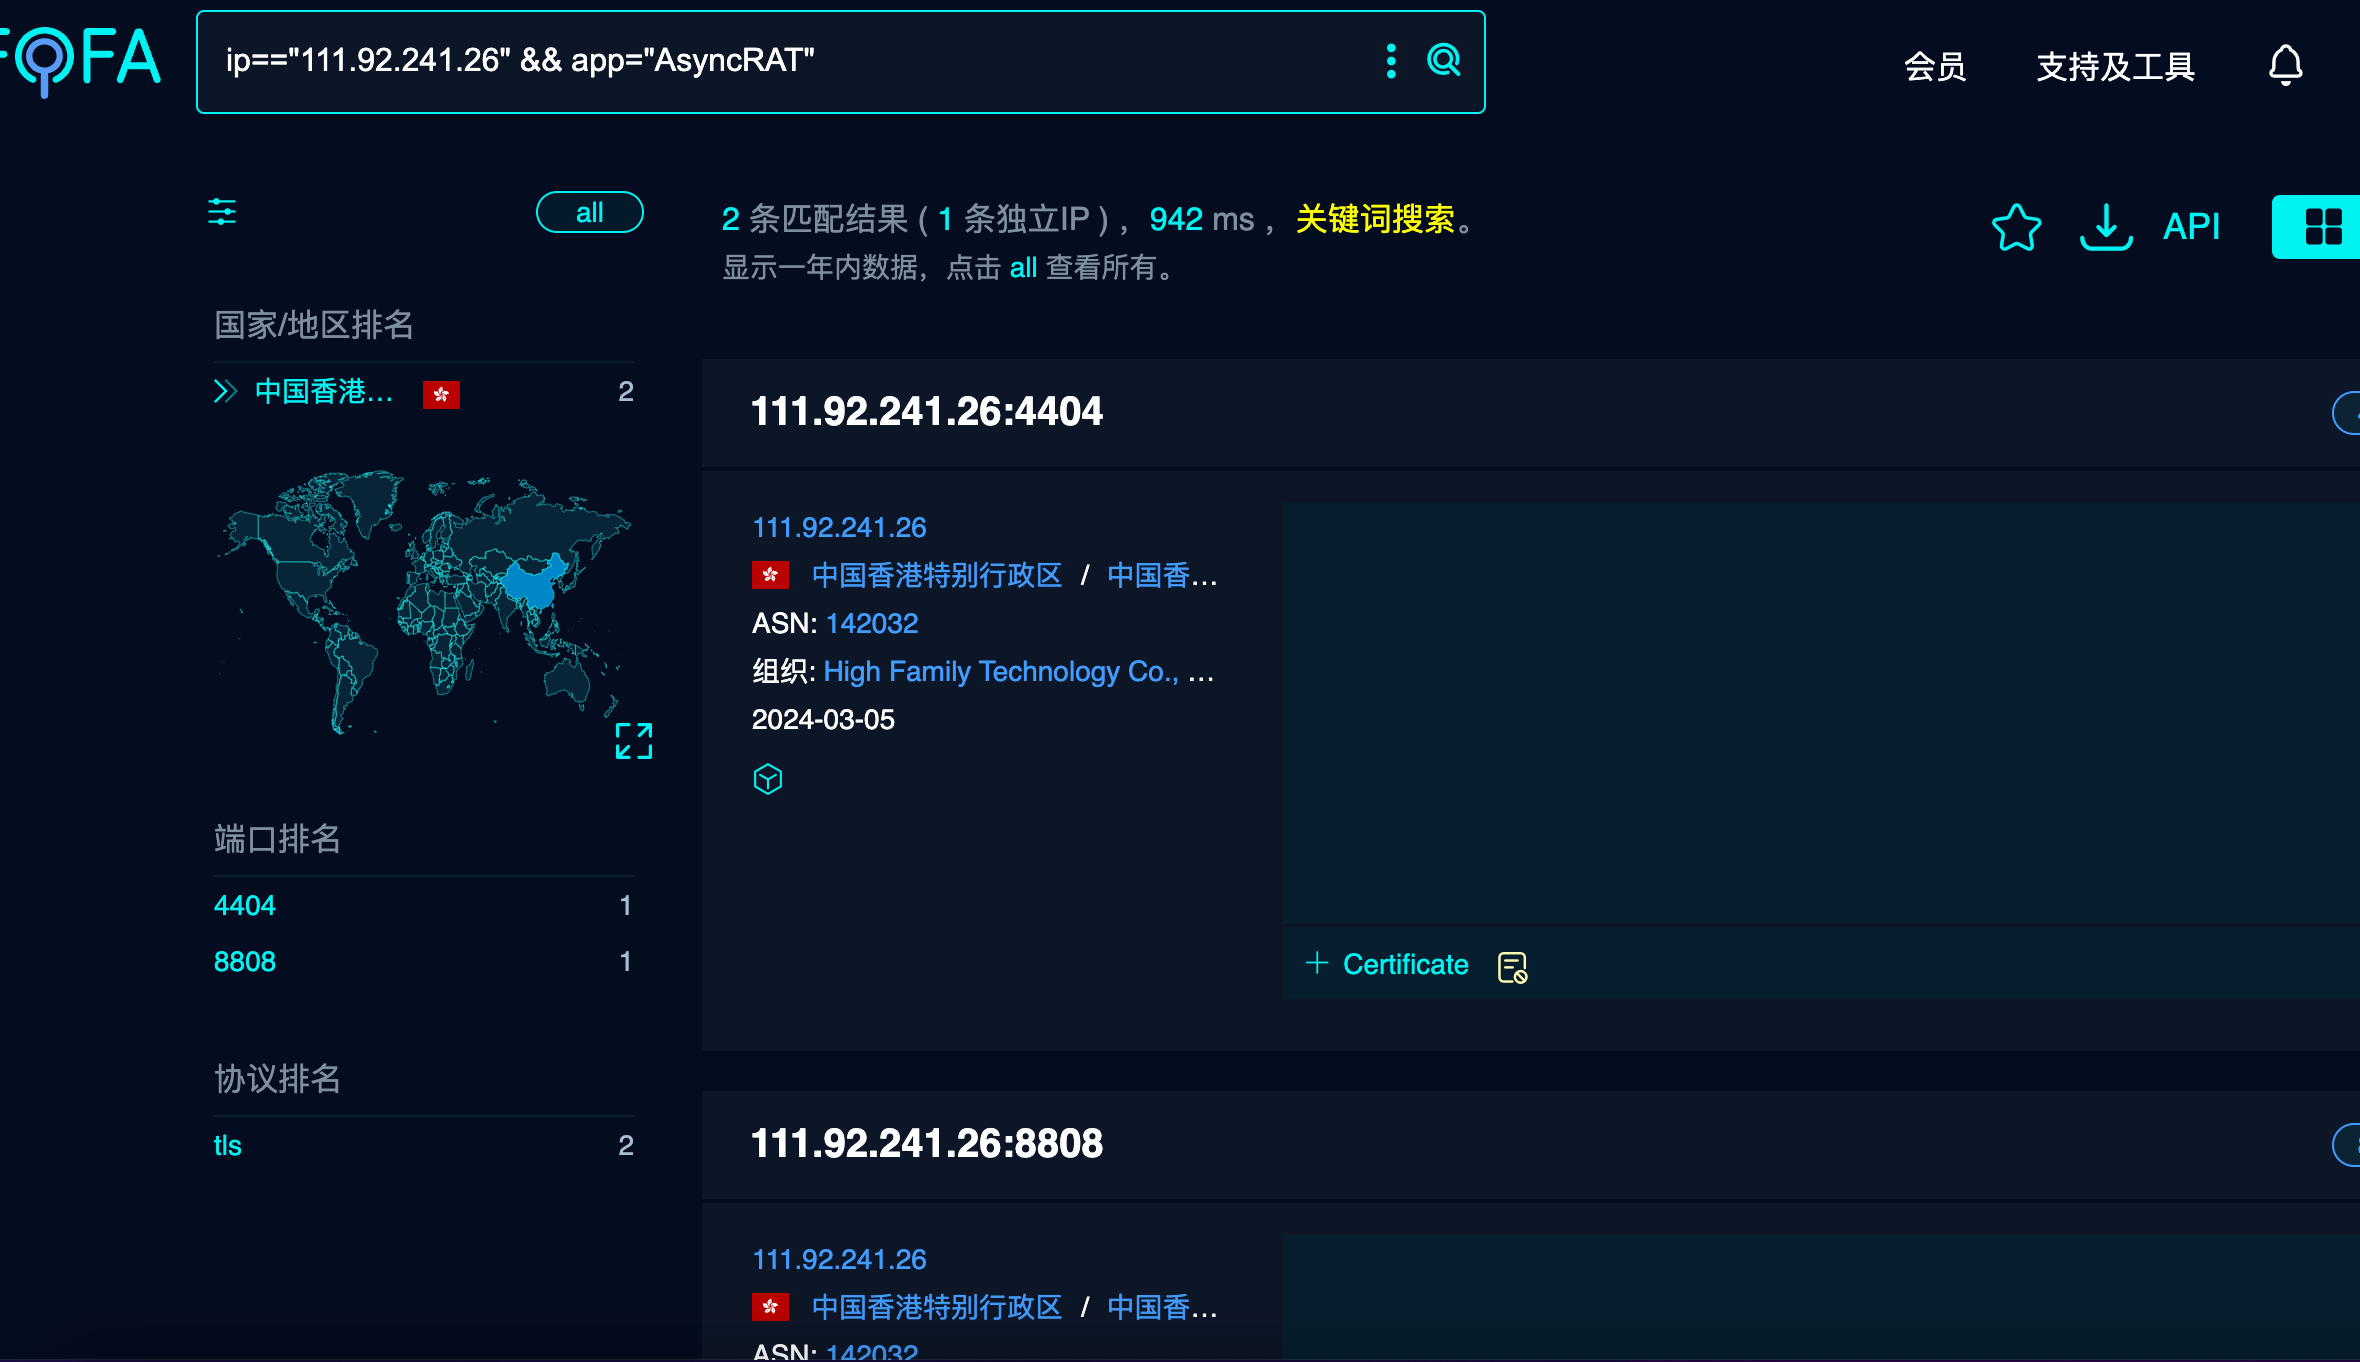 FOFA
ip=="111.92.241.26" && app="AsyncRAT"
会员
支持及工具
all
2 条匹配结果 ( 1 条独立IP ) ， 942 ms ， 关键词搜索。
显示一年内数据，点击 all 查看所有。
API
国家/地区排名
中国香港... 2
端口排名
4404 1
8808 1
协议排名
tls 2
111.92.241.26:4404
111.92.241.26
中国香港特别行政区 / 中国香...
ASN: 142032
组织: High Family Technology Co., ...
2024-03-05
+ Certificate
111.92.241.26:8808
111.92.241.26
中国香港特别行政区 / 中国香...
ASN: 142032